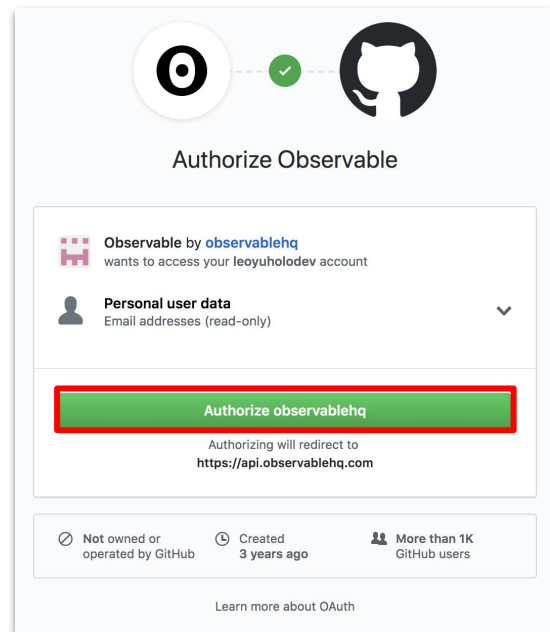 Authorize Observable
Observable by observablehq
wants to access your leoyuholodev account
Personal user data
Email addresses (read-only)
Authorize observablehq
Authorizing will redirect to
https://api.observablehq.com
Not owned or
operated by GitHub
Created
3 years ago
More than 1K
GitHub users
Learn more about OAuth